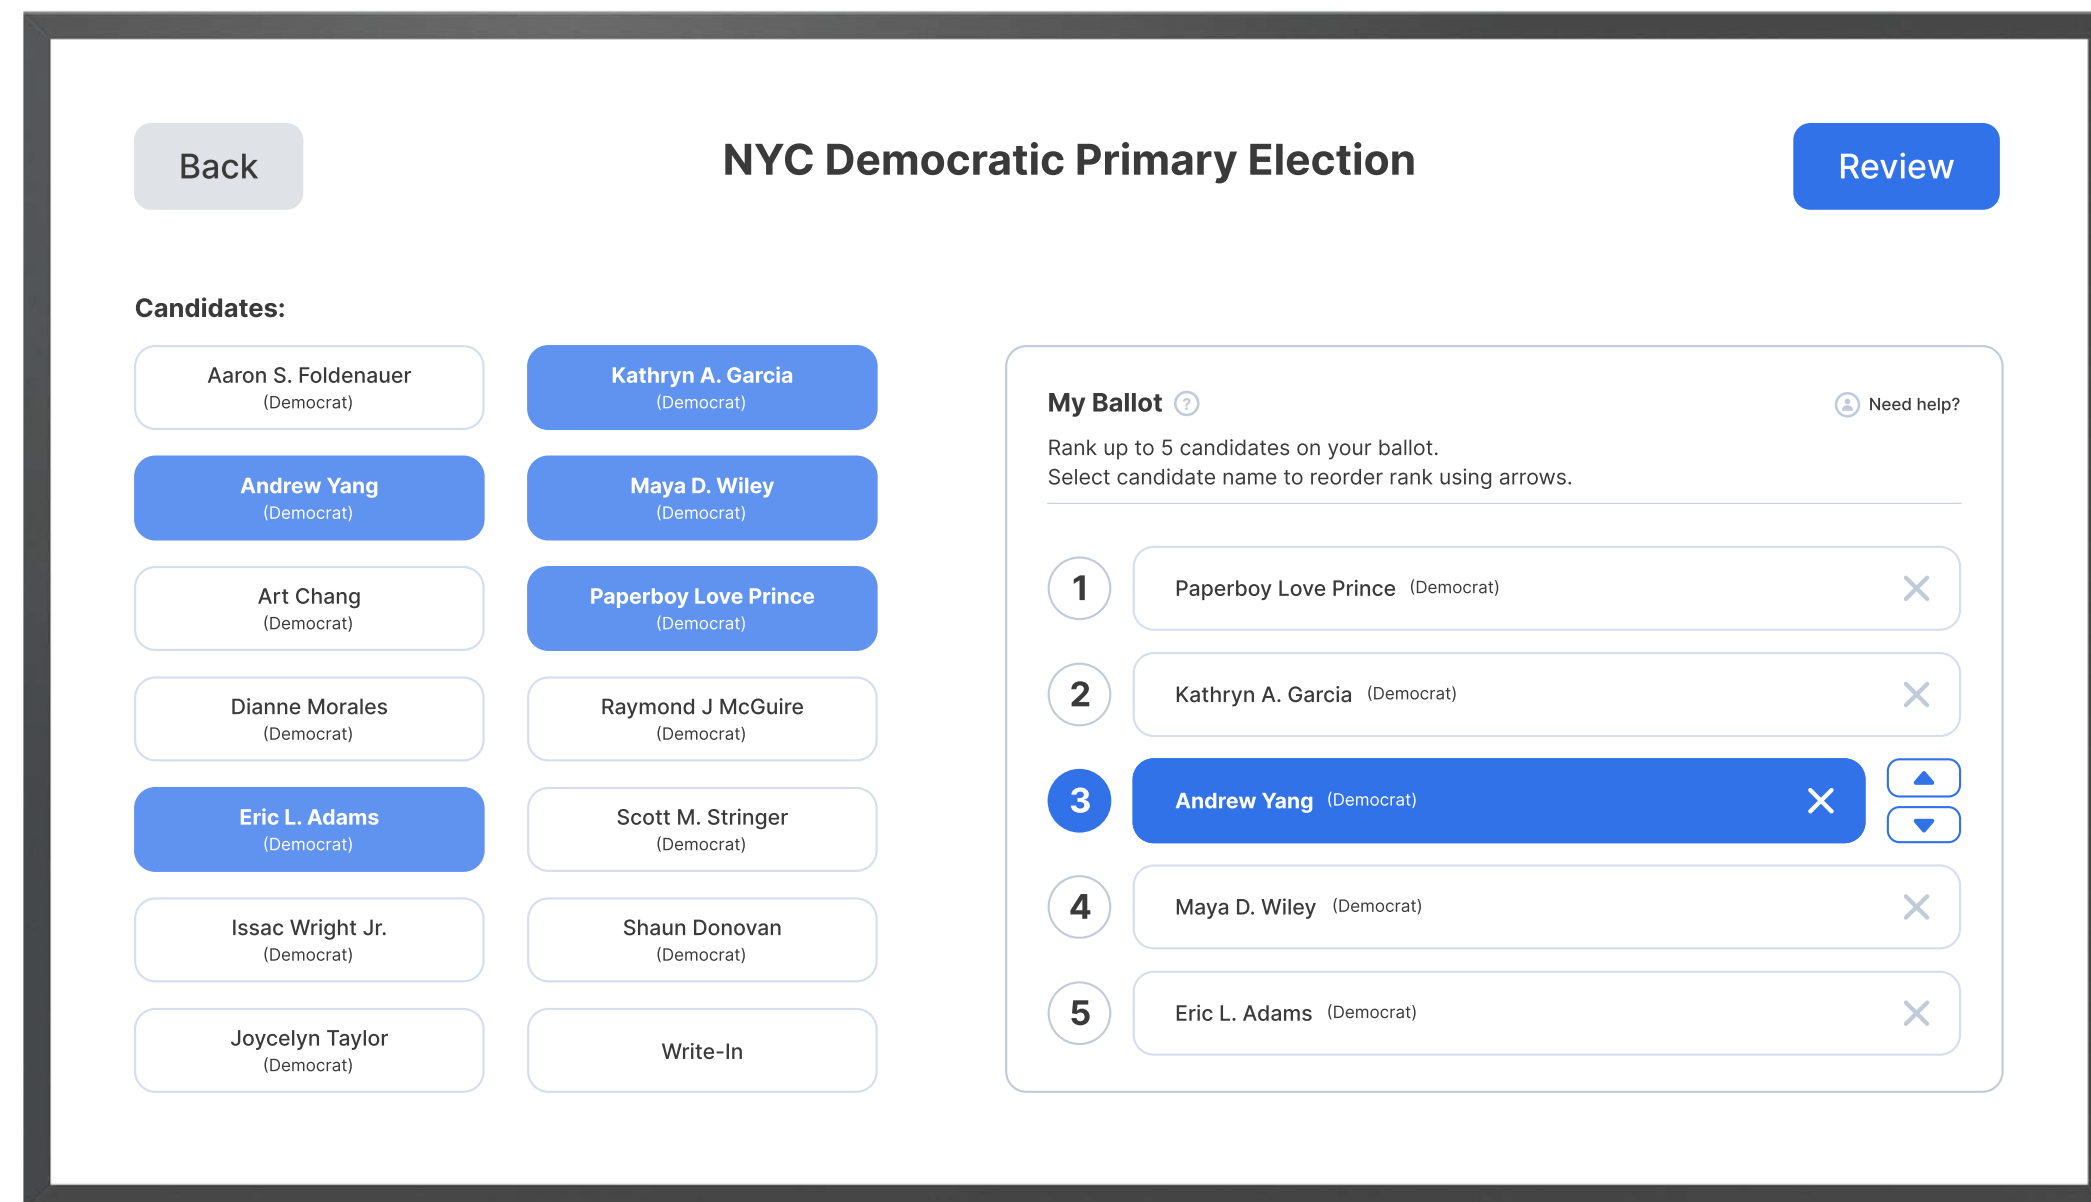 Back
NYC Democratic Primary Election
Review
Candidates:
Aaron S. Foldenauer
(Democrat)
Kathryn A. Garcia
(Democrat)
Andrew Yang
(Democrat)
Maya D. Wiley
(Democrat)
Art Chang
(Democrat)
Paperboy Love Prince
(Democrat)
Dianne Morales
(Democrat)
Raymond J McGuire
(Democrat)
Eric L. Adams
(Democrat)
Scott M. Stringer
(Democrat)
Issac Wright Jr.
(Democrat)
Shaun Donovan
(Democrat)
Joycelyn Taylor
(Democrat)
Write-In
My Ballot ?
Need help?
Rank up to 5 candidates on your ballot.
Select candidate name to reorder rank using arrows.
1 Paperboy Love Prince (Democrat)
2 Kathryn A. Garcia (Democrat)
3 Andrew Yang (Democrat)
4 Maya D. Wiley (Democrat)
5 Eric L. Adams (Democrat)